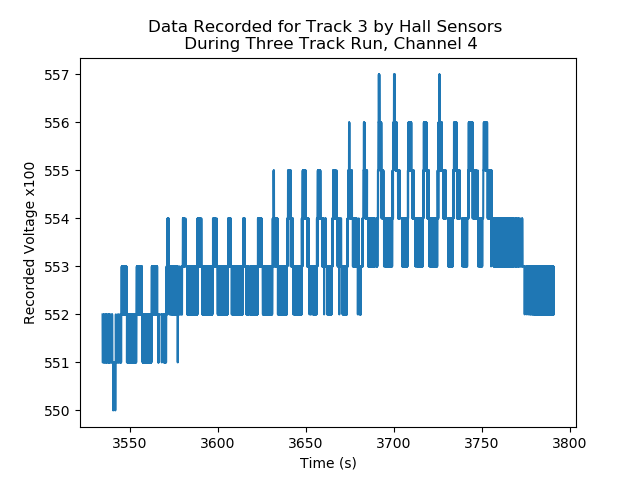 Data Recorded for Track 3 by Hall Sensors
During Three Track Run, Channel 4
557
556
555
554
553
552
551
550
Recorded Voltage x100
3550 3600 3650 3700 3750 3800
Time (s)